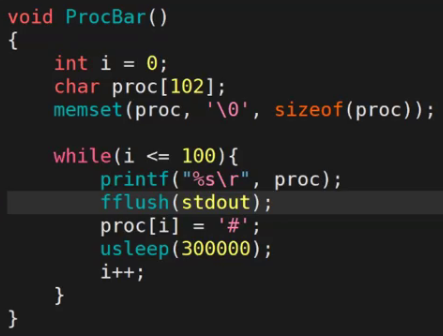 void ProcBar()
{
    int i = 0;
    char proc[102];
    memset(proc, '\0', sizeof(proc));

    while(i <= 100){
        printf("%s\r", proc);
        fflush(stdout);
        proc[i] = '#';
        usleep(300000);
        i++;
    }
}